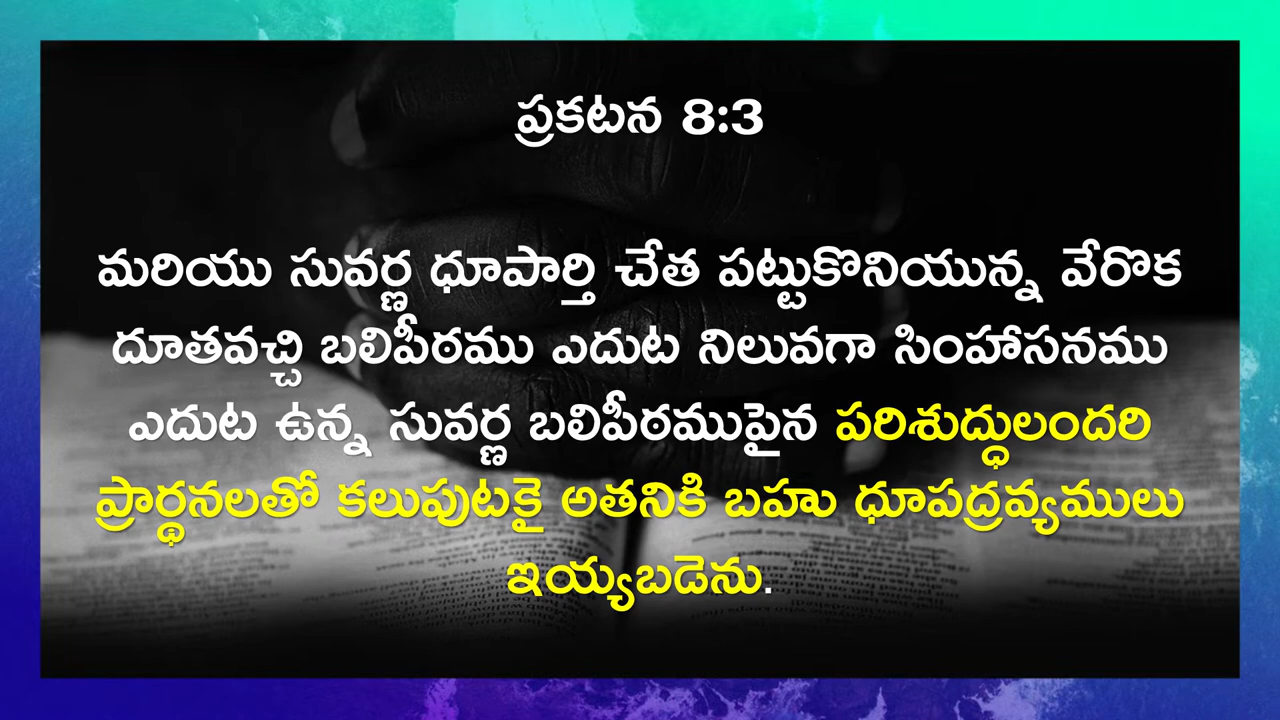 ప్రకటన 8:3
మరియు సువర్ణ ధూపార్తి చేత పట్టుకొనియున్న వేరొక
దూతవచ్చి బలిపీఠము ఎదుట నిలువగా సింహాసనము
ఎదుట ఉన్న సువర్ణ బలిపీఠముపైన పరిశుద్ధులందరి
ప్రార్థనలతో కలుపుటకై అతనికి బహు ధూపద్రవ్యములు
ఇయ్యబడెను.